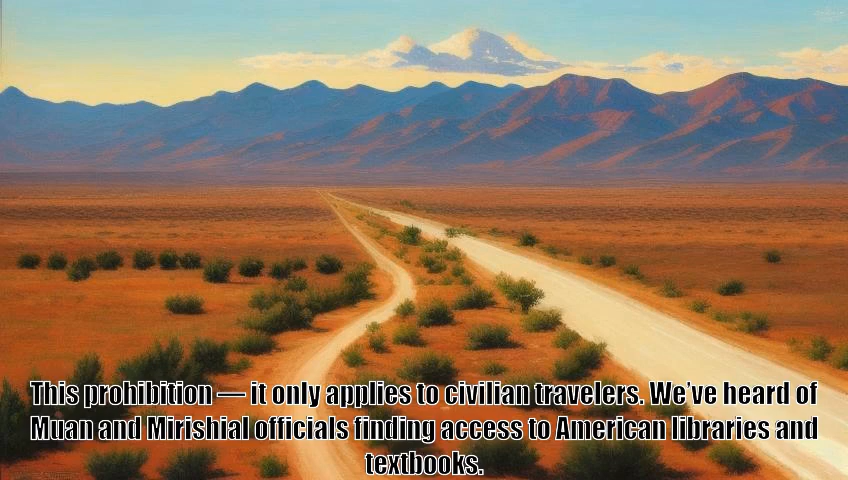 This prohibition — it only applies to civilian travelers. We’ve heard of
Muan and Mirishial officials finding access to American libraries and
textbooks.